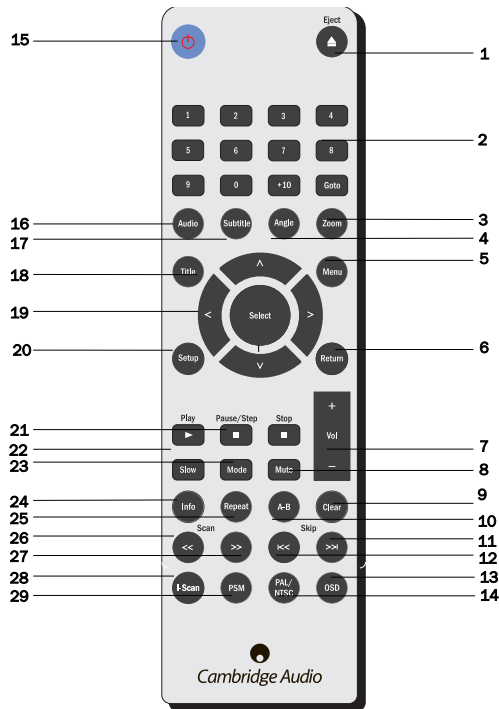 Eject
15
1
1 2 3 4
2
5 6 7 8
9 0 +10 Goto
16 Audio Subtitle Angle Zoom 3
17 4
5
18 Title Menu
19 Select
20 Setup Return 6
Play Pause/Step Stop +
21
22 Vol 7
23 Slow Mode Mute − 8
24 Info Repeat A-B Clear 9
25 10
26 Scan Skip 11
27 << >> I<< >>I 12
28 I-Scan PSM PAL/ OSD 13
29 NTSC 14
Cambridge Audio